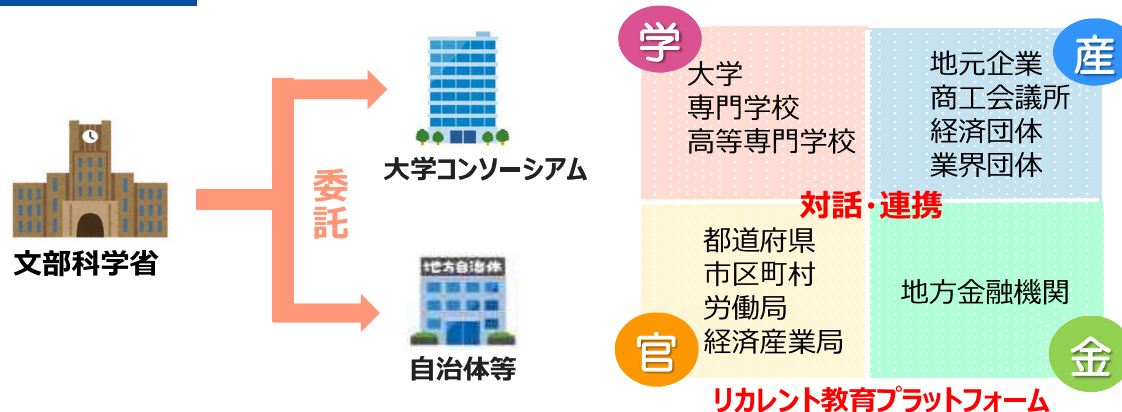 文部科学省
委託
大学コンソーシアム
地方自治体
自治体等
学
大学
専門学校
高等専門学校
産
地元企業
商工会議所
経済団体
業界団体
対話・連携
官
都道府県
市区町村
労働局
経済産業局
金
地方金融機関
リカレント教育プラットフォーム